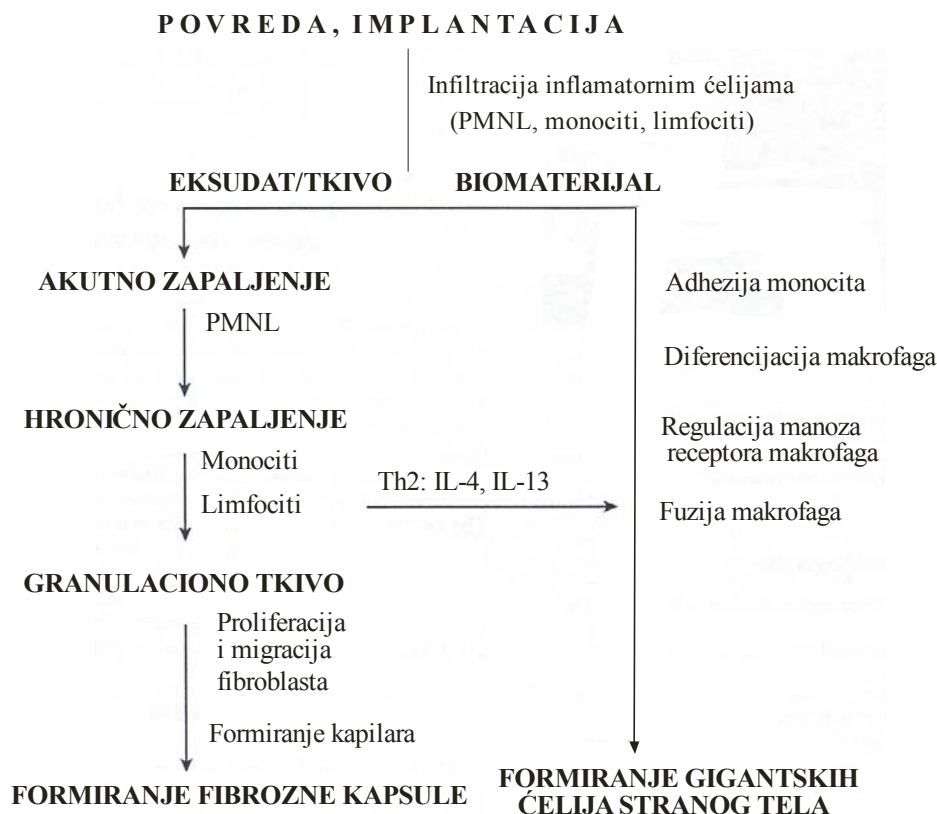 POVREDA, IMPLANTACIJA
Infiltracija inflamatornim ćelijama
(PMNL, monociti, limfociti)
EKSUDAT/TKIVO
BIOMATERIJAL
AKUTNO ZAPALJENJE
PMNL
HRONIČNO ZAPALJENJE
Monociti
Limfociti
Th2: IL-4, IL-13
GRANULACIONO TKIVO
Proliferacija
i migracija
fibroblasta
Formiranje kapilara
FORMIRANJE FIBROZNE KAPSULE
Adhezija monocita
Diferencijacija makrofaga
Regulacija manoza
receptora makrofaga
Fuzija makrofaga
FORMIRANJE GIGANTSKIH
ĆELIJA STRANOG TELA